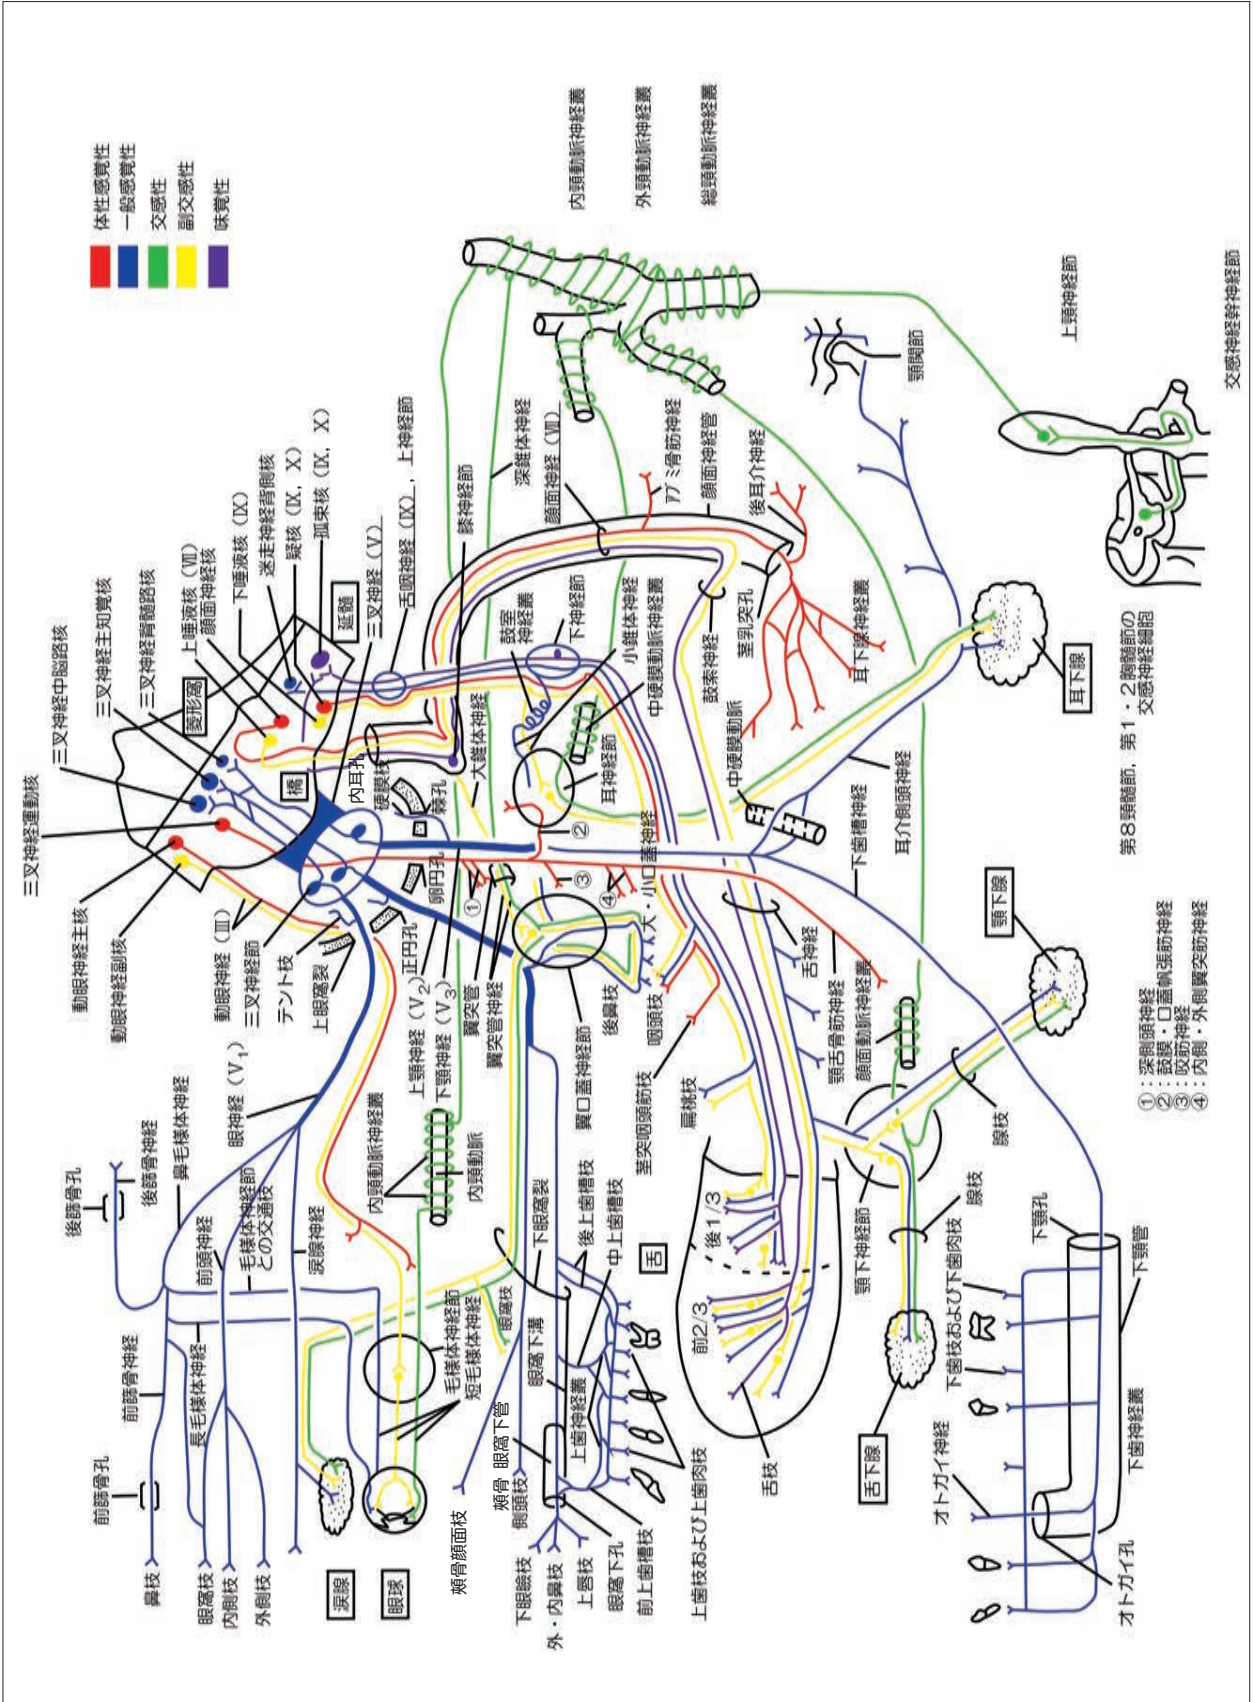 体性感覚性
一般感覚性
交感性
副交感性
味覚性
内頸動脈神経叢
外頸動脈神経叢
総頸動脈神経叢
三叉神経運動核
三叉神経中脳路核
三叉神経主知覚核
三叉神経脊髄路核
上唾液核 (Ⅶ)
顔面神経核
下唾液核 (Ⅸ)
迷走神経背側核
疑核 (Ⅸ, Ⅹ)
孤束核 (Ⅸ, Ⅹ)
動眼神経主核
動眼神経副核
動眼神経 (Ⅲ)
三叉神経節
テント枝
上眼窩裂
菱形窩
橋
延髄
三叉神経 (Ⅴ)
舌咽神経 (Ⅸ), 上神経節
膝神経節
深錐体神経
顔面神経 (Ⅶ)
アブミ骨筋神経
顔面神経管
後耳介神経
内耳孔
硬膜枝
棘孔
卵円孔
正円孔
大錐体神経
鼓室
神経叢
下神経節
小錐体神経
中硬膜動脈神経叢
耳神経節
鼓索神経
茎乳突孔
耳下腺神経叢
中硬膜動脈
顎関節
上頸神経節
交感神経幹神経節
第8頸髄節, 第1・2胸髄節の
交感神経細胞
耳下腺
耳介側頭神経
下歯槽神経
①
②
③
④
翼突管
翼突管神経
上顎神経 (Ⅴ2)
下顎神経 (Ⅴ3)
大・小口蓋神経
翼口蓋神経節
後鼻枝
咽頭枝
茎突咽頭筋枝
扁桃枝
舌神経
顎舌骨筋神経
顔面動脈神経叢
顎下腺
眼神経 (Ⅴ1)
鼻毛様体神経
後篩骨神経
後篩骨孔
前頭神経
毛様体神経節
との交通枝
涙腺神経
内頸動脈神経叢
内頸動脈
前篩骨神経
前篩骨孔
長毛様体神経
毛様体神経節
短毛様体神経
眼窩枝
鼻枝
眼窩枝
内側枝
外側枝
涙腺
眼球
頬骨顔面枝
頬骨
側頭枝
眼窩下管
眼窩下溝
下眼窩裂
後上歯槽枝
中上歯槽枝
上歯神経叢
下眼瞼枝
外・内鼻枝
上唇枝
眼窩下孔
前上歯槽枝
上歯枝および上歯肉枝
舌
前2/3
後1/3
舌枝
顎下神経節
腺枝
腺枝
舌下腺
下歯枝および下歯肉枝
下顎孔
下顎管
下歯神経叢
オトガイ神経
オトガイ孔
①:深側頭神経
②:鼓膜・口蓋帆張筋神経
③:咬筋神経
④:内側・外側翼突筋神経